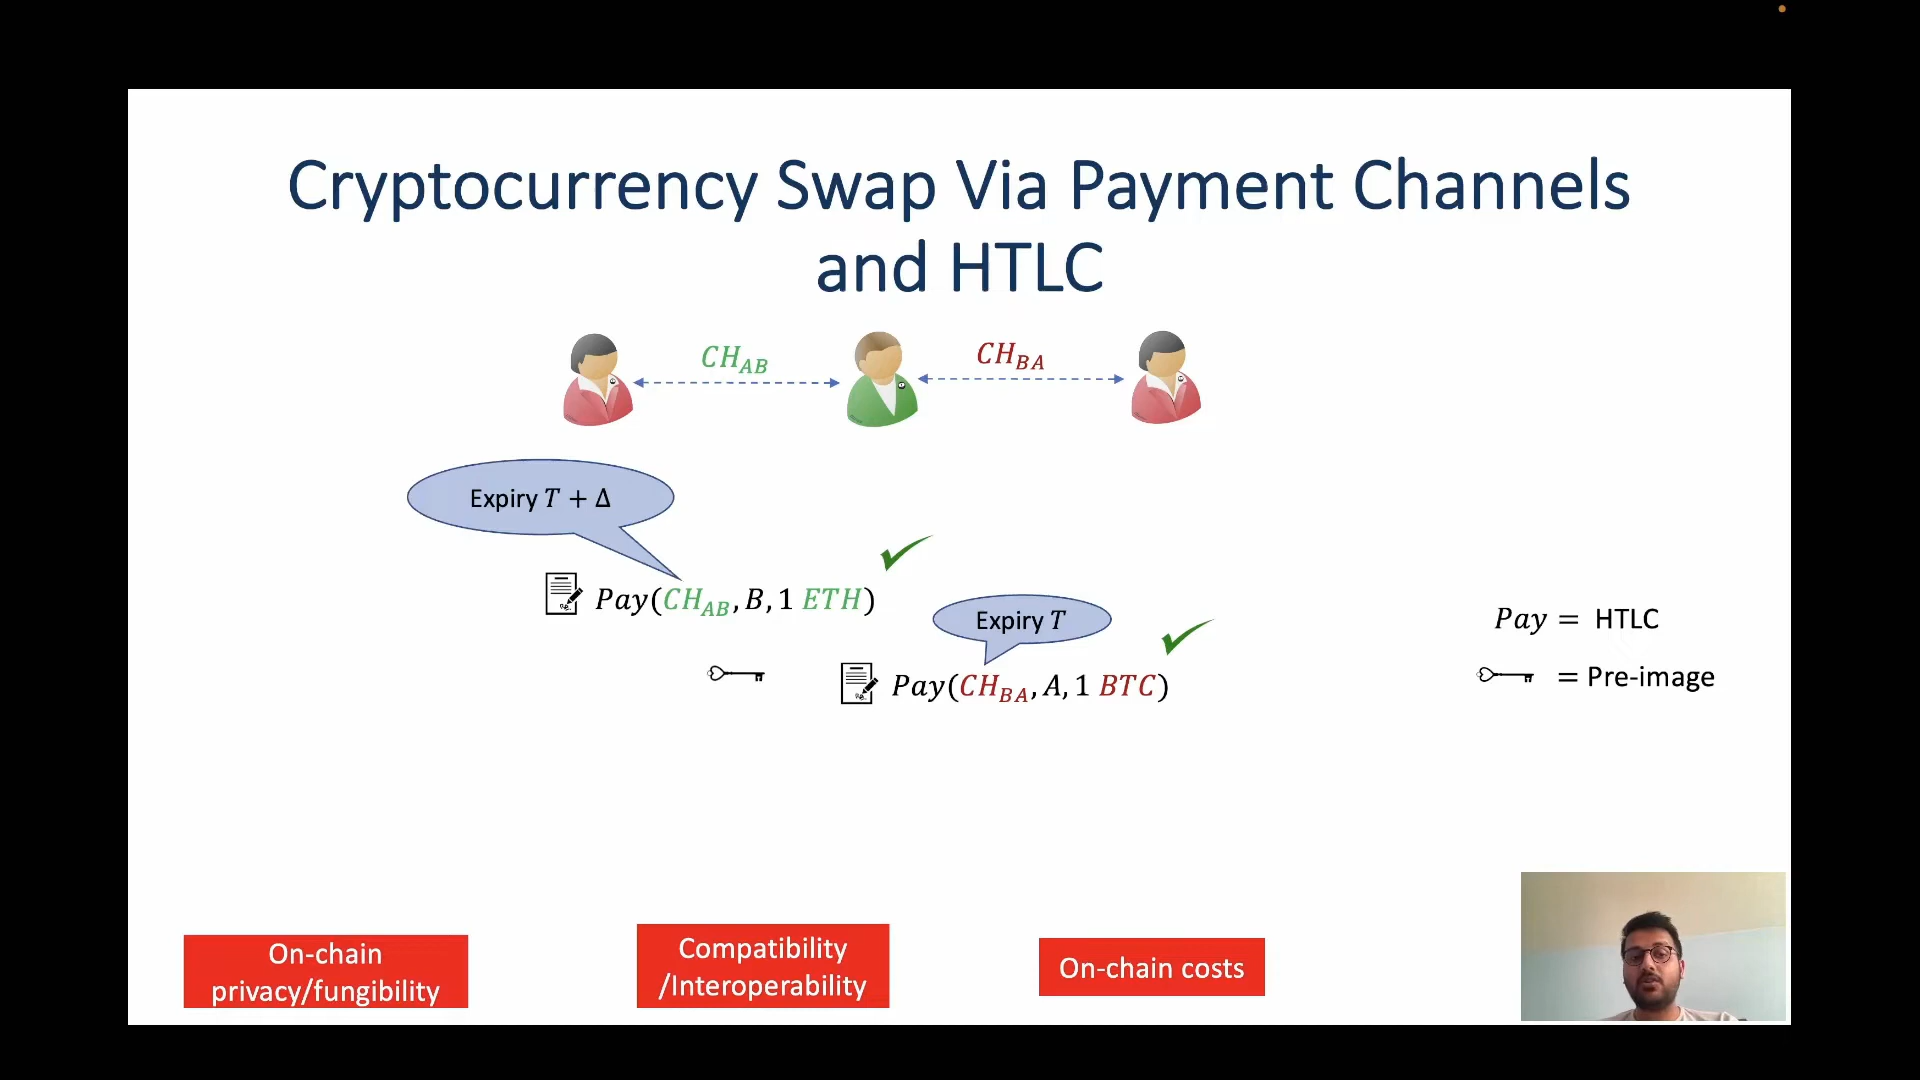 Cryptocurrency Swap Via Payment Channels
and HTLC
CH_AB
CH_BA
Expiry T + Δ
Pay(CH_AB, B, 1 ETH)
Expiry T
Pay(CH_BA, A, 1 BTC)
Pay = HTLC
= Pre-image
On-chain
privacy/fungibility
Compatibility
/Interoperability
On-chain costs